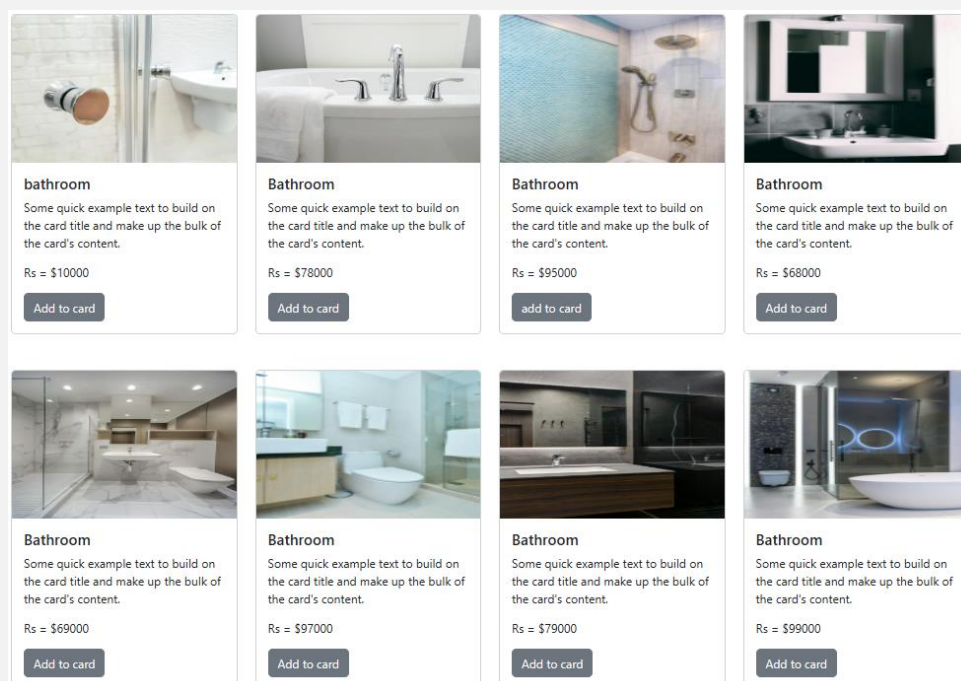 bathroom
Some quick example text to build on
the card title and make up the bulk of
the card's content.
Rs = $10000
Add to card
Bathroom
Some quick example text to build on
the card title and make up the bulk of
the card's content.
Rs = $78000
Add to card
Bathroom
Some quick example text to build on
the card title and make up the bulk of
the card's content.
Rs = $95000
add to card
Bathroom
Some quick example text to build on
the card title and make up the bulk of
the card's content.
Rs = $68000
Add to card
Bathroom
Some quick example text to build on
the card title and make up the bulk of
the card's content.
Rs = $69000
Add to card
Bathroom
Some quick example text to build on
the card title and make up the bulk of
the card's content.
Rs = $97000
Add to card
Bathroom
Some quick example text to build on
the card title and make up the bulk of
the card's content.
Rs = $79000
Add to card
Bathroom
Some quick example text to build on
the card title and make up the bulk of
the card's content.
Rs = $99000
Add to card